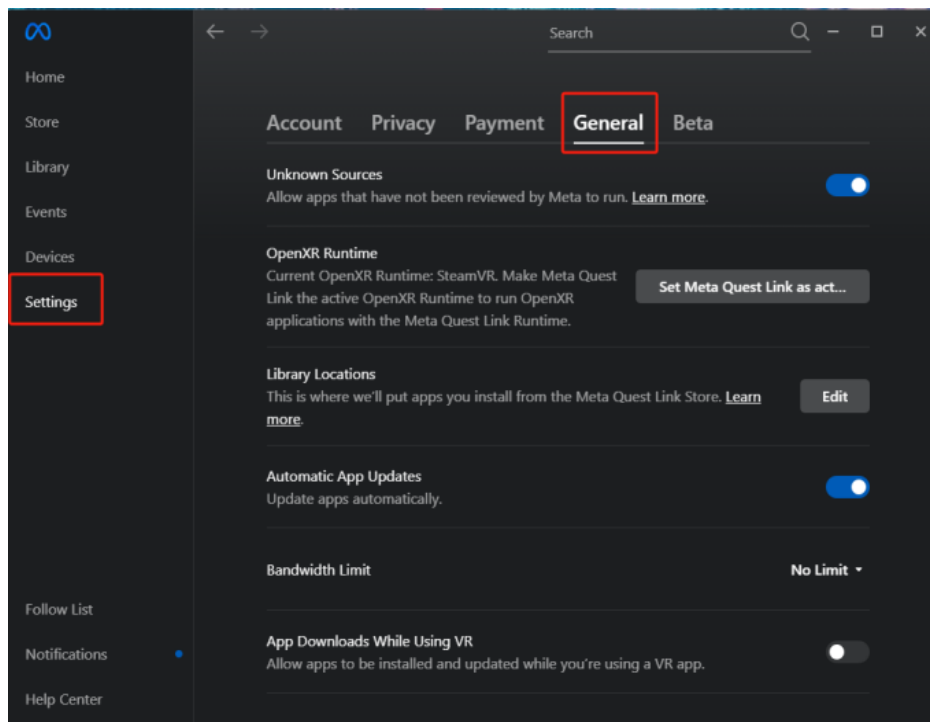 Search
Home
Store
Library
Events
Devices
Settings
Follow List
Notifications
Help Center
Account Privacy Payment General Beta
Unknown Sources
Allow apps that have not been reviewed by Meta to run. Learn more.
OpenXR Runtime
Current OpenXR Runtime: SteamVR. Make Meta Quest
Link the active OpenXR Runtime to run OpenXR
applications with the Meta Quest Link Runtime.
Set Meta Quest Link as act...
Library Locations
This is where we'll put apps you install from the Meta Quest Link Store. Learn
more.
Edit
Automatic App Updates
Update apps automatically.
Bandwidth Limit
No Limit
App Downloads While Using VR
Allow apps to be installed and updated while you're using a VR app.